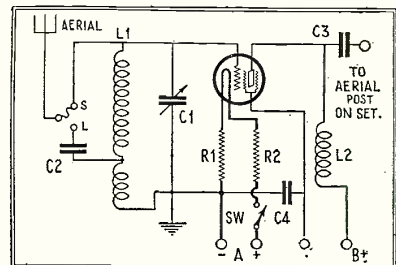 AERIAL
L1
C3
S
L
C1
TO
AERIAL
POST
ON SET.
C2
R1
R2
L2
SW
C4
- A + B+